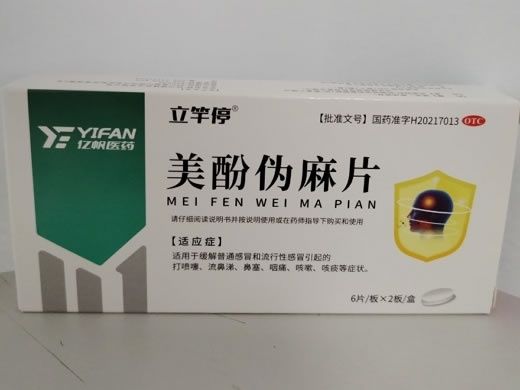 立竿停®
【批准文号】国药准字H20217013 OTC
YIFAN
亿帆医药
美酚伪麻片
MEI FEN WEI MA PIAN
请仔细阅读说明书并按说明使用或在药师指导下购买和使用
【适应症】
适用于缓解普通感冒和流行性感冒引起的
打喷嚏、流鼻涕、鼻塞、咽痛、咳嗽、咳痰等症状。
6片/板×2板/盒